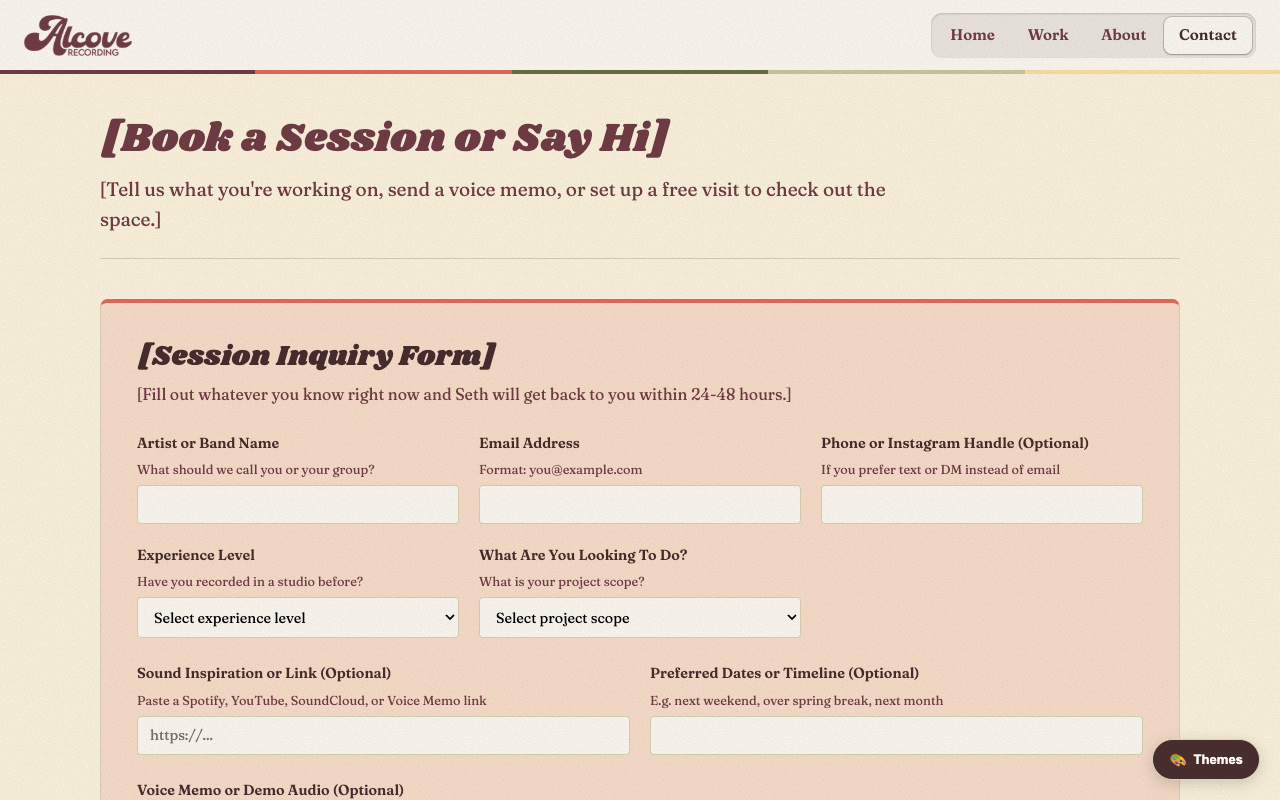 Alcove
RECORDING
Home Work About Contact
[Book a Session or Say Hi]
[Tell us what you're working on, send a voice memo, or set up a free visit to check out the
space.]
[Session Inquiry Form]
[Fill out whatever you know right now and Seth will get back to you within 24-48 hours.]
Artist or Band Name
What should we call you or your group?
Email Address
Format: you@example.com
Phone or Instagram Handle (Optional)
If you prefer text or DM instead of email
Experience Level
Have you recorded in a studio before?
Select experience level
What Are You Looking To Do?
What is your project scope?
Select project scope
Sound Inspiration or Link (Optional)
Paste a Spotify, YouTube, SoundCloud, or Voice Memo link
https://...
Preferred Dates or Timeline (Optional)
E.g. next weekend, over spring break, next month
Voice Memo or Demo Audio (Optional)
Themes